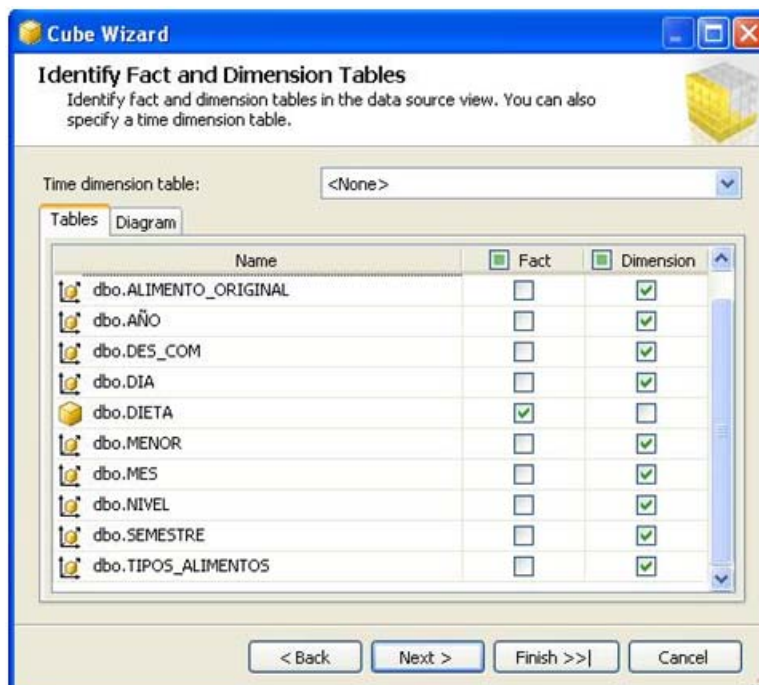 Cube Wizard
Identify Fact and Dimension Tables
Identify fact and dimension tables in the data source view. You can also
specify a time dimension table.
Time dimension table: <None>
Tables Diagram
Name Fact Dimension
dbo.ALIMENTO_ORIGINAL
dbo.AÑO
dbo.DES_COM
dbo.DIA
dbo.DIETA
dbo.MENOR
dbo.MES
dbo.NIVEL
dbo.SEMESTRE
dbo.TIPOS_ALIMENTOS
< Back Next > Finish >>| Cancel